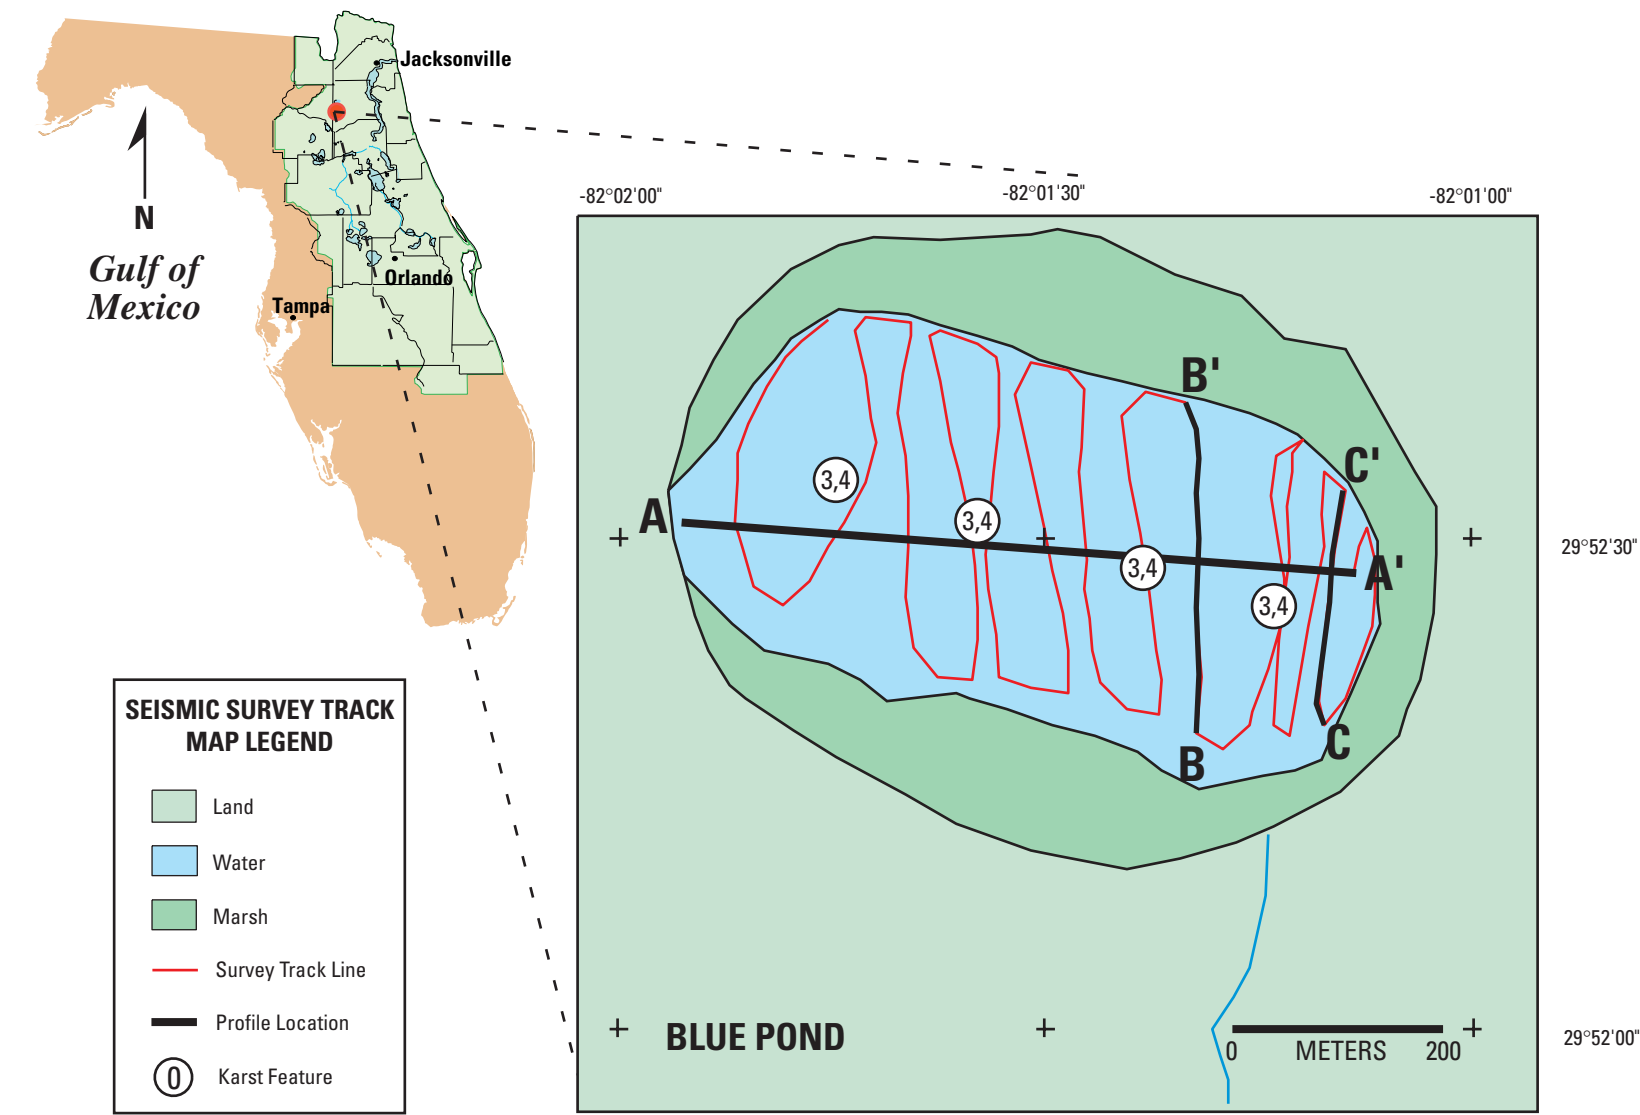 Jacksonville
N
Gulf of
Mexico
Orlando
Tampa
-82°02'00"
-82°01'30"
-82°01'00"
B'
C'
3,4
A
3,4
29°52'30"
3,4
A'
3,4
C
B
SEISMIC SURVEY TRACK
MAP LEGEND
Land
Water
Marsh
Survey Track Line
Profile Location
0
Karst Feature
BLUE POND
29°52'00"
0 METERS 200